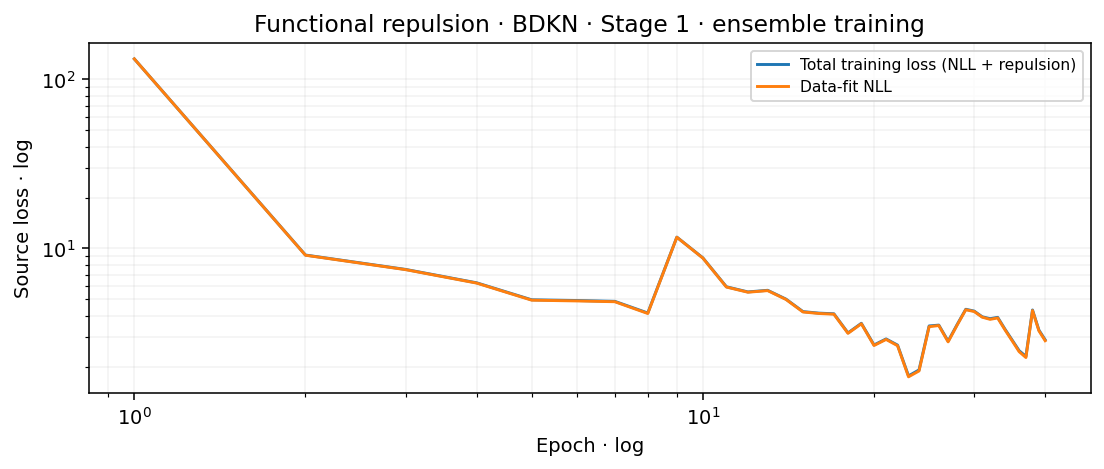 Functional repulsion · BDKN · Stage 1 · ensemble training
Total training loss (NLL + repulsion)
Data-fit NLL
Source loss · log
10²
10¹
10⁰
10¹
Epoch · log